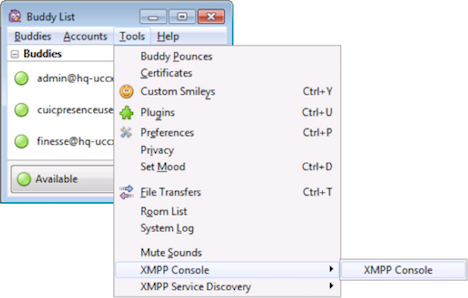 Buddy List
Buddies Accounts Tools Help
Buddies
admin@hq-uccx
cuicpresenceuse
finesse@hq-uccx
Available
Buddy Pounces
Certificates
Custom Smileys Ctrl+Y
Plugins Ctrl+U
Preferences Ctrl+P
Privacy
Set Mood Ctrl+D
File Transfers Ctrl+T
Room List
System Log
Mute Sounds
XMPP Console
XMPP Console
XMPP Service Discovery